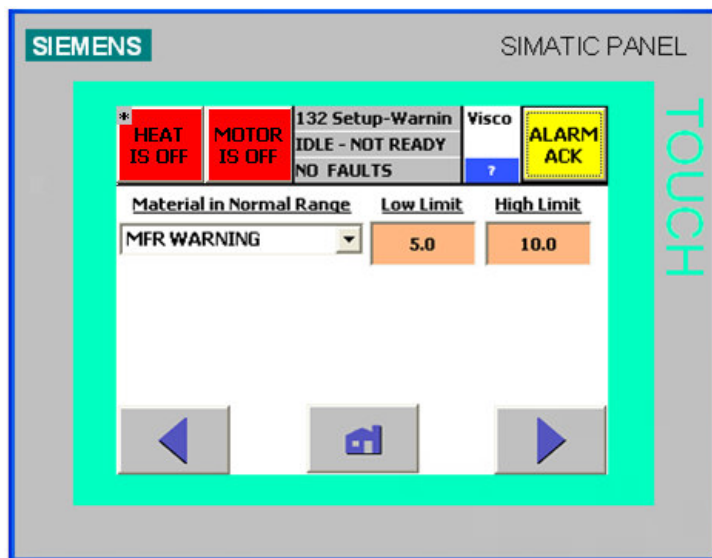 SIEMENS
SIMATIC PANEL
TOUCH
*
HEAT
IS OFF
MOTOR
IS OFF
132 Setup-Warnin
IDLE - NOT READY
NO FAULTS
Visco
?
ALARM
ACK
Material in Normal Range
Low Limit
High Limit
MFR WARNING
5.0
10.0